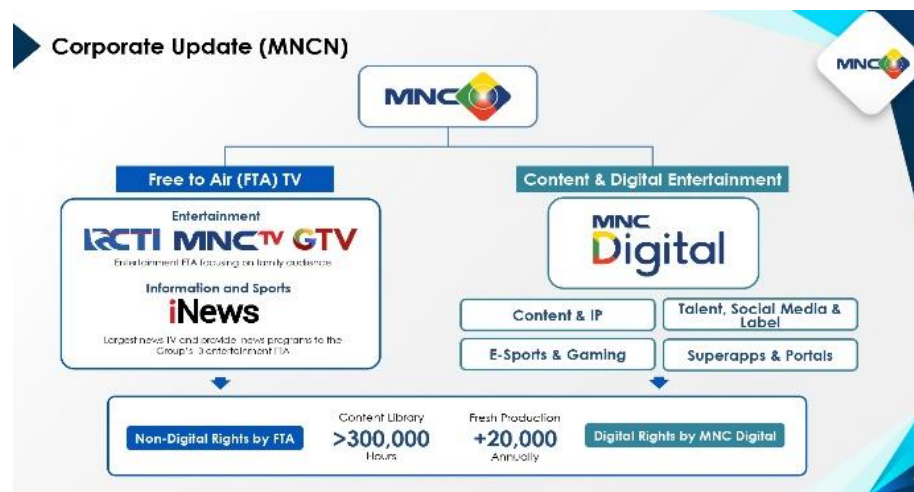 Corporate Update (MNCN)
MNC
MNC
Free to Air (FTA) TV
Entertainment
RCTI MNCTV GTV
Entertainment FTA focusing on family audience
Information and Sports
iNews
Largest news TV and provide news programs to the
Group's 3 entertainment FTA
Content & Digital Entertainment
MNC
Digital
Content & IP
Talent, Social Media &
Label
E-Sports & Gaming
Superapps & Portals
Non-Digital Rights by FTA
Content Library
>300,000
Hours
Fresh Production
+20,000
Annually
Digital Rights by MNC Digital